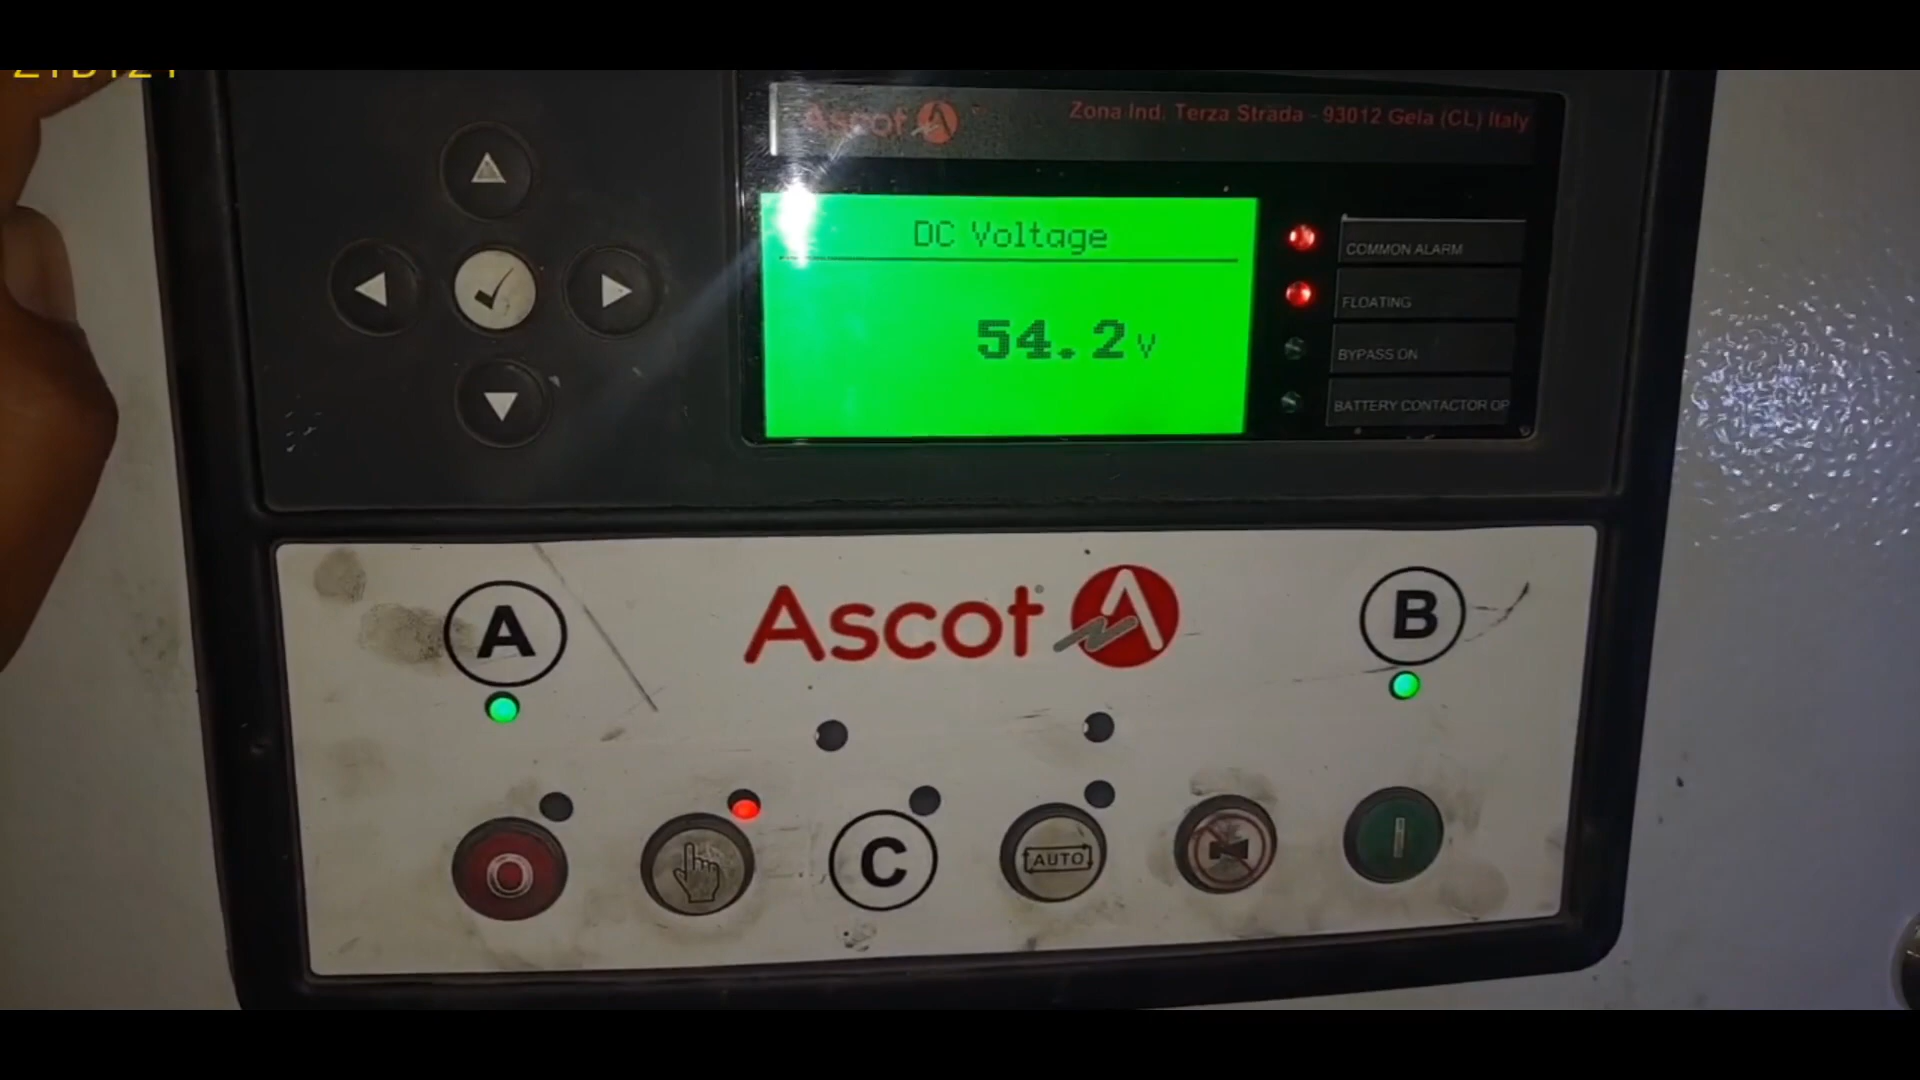 Ascot
Zona Ind. Terza Strada - 93012 Gela (CL) Italy
DC Voltage
54.2 V
COMMON ALARM
FLOATING
BYPASS ON
BATTERY CONTACTOR OP
A
Ascot
B
C
AUTO